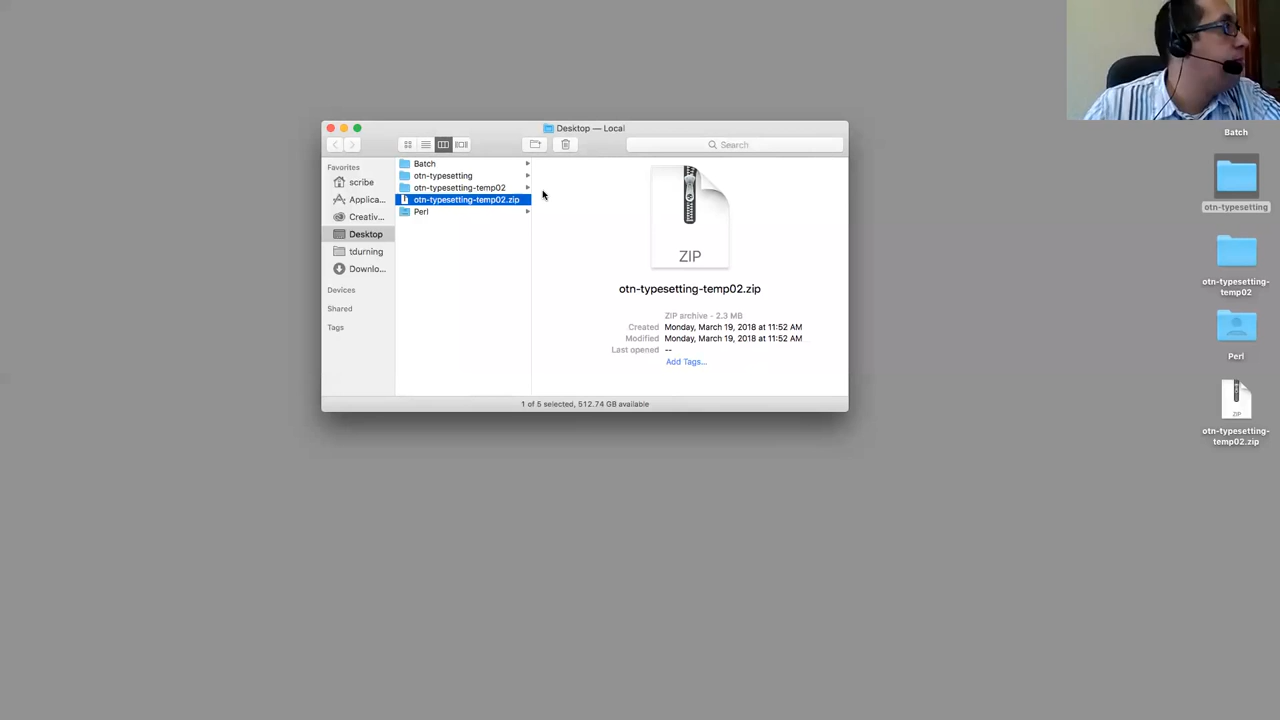 Desktop — Local
Search
Favorites
scribe
Applica...
Creativ...
Desktop
tdurning
Downlo...
Devices
Shared
Tags
Batch
otn-typesetting
otn-typesetting-temp02
otn-typesetting-temp02.zip
Perl
ZIP
otn-typesetting-temp02.zip
ZIP archive - 2.3 MB
Created Monday, March 19, 2018 at 11:52 AM
Modified Monday, March 19, 2018 at 11:52 AM
Last opened --
Add Tags...
1 of 5 selected, 512.74 GB available
Batch
otn-typesetting
otn-typesetting-
temp02
Perl
ZIP
otn-typesetting-
temp02.zip